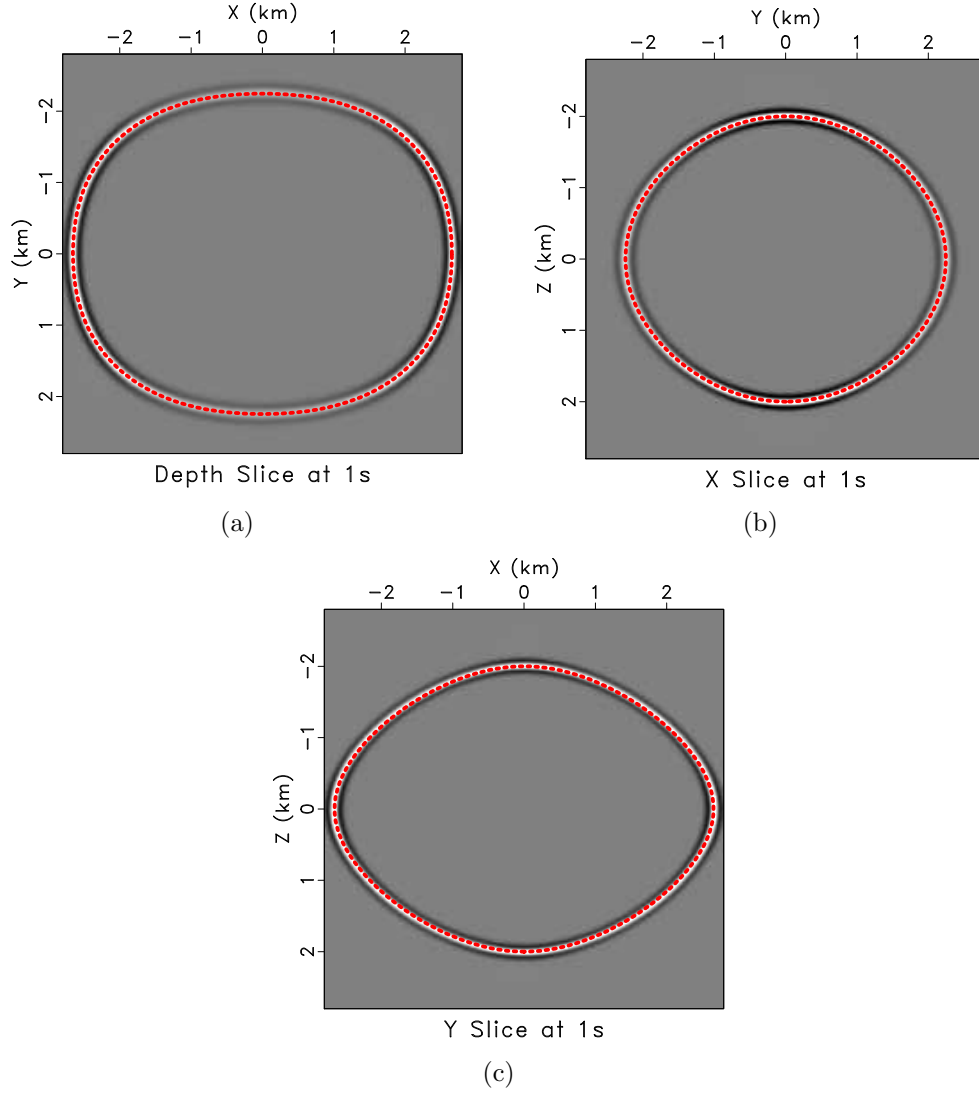 X (km)
−2 −1 0 1 2
Y (km)
−2
−1
0
1
2
Depth Slice at 1s
(a)
Y (km)
−2 −1 0 1 2
Z (km)
−2
−1
0
1
2
X Slice at 1s
(b)
X (km)
−2 −1 0 1 2
Z (km)
−2
−1
0
1
2
Y Slice at 1s
(c)